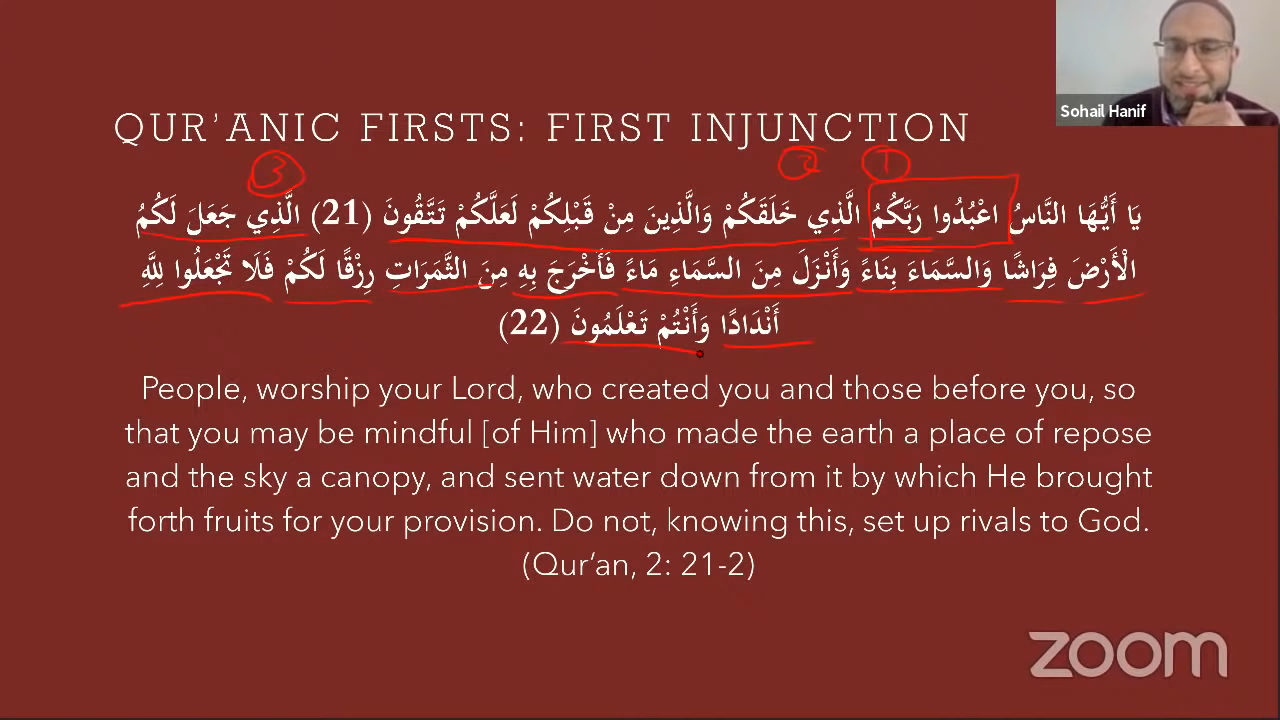 Sohail Hanif
QUR’ANIC FIRSTS: FIRST INJUNCTION
3 2 1
يَا أَيُّهَا النَّاسُ اعْبُدُوا رَبَّكُمُ الَّذِي خَلَقَكُمْ وَالَّذِينَ مِنْ قَبْلِكُمْ لَعَلَّكُمْ تَتَّقُونَ (21) الَّذِي جَعَلَ لَكُمُ
الْأَرْضَ فِرَاشًا وَالسَّمَاءَ بِنَاءً وَأَنْزَلَ مِنَ السَّمَاءِ مَاءً فَأَخْرَجَ بِهِ مِنَ الثَّمَرَاتِ رِزْقًا لَكُمْ فَلَا تَجْعَلُوا لِلَّهِ
أَنْدَادًا وَأَنْتُمْ تَعْلَمُونَ (22)
People, worship your Lord, who created you and those before you, so
that you may be mindful [of Him] who made the earth a place of repose
and the sky a canopy, and sent water down from it by which He brought
forth fruits for your provision. Do not, knowing this, set up rivals to God.
(Qur’an, 2: 21-2)
zoom